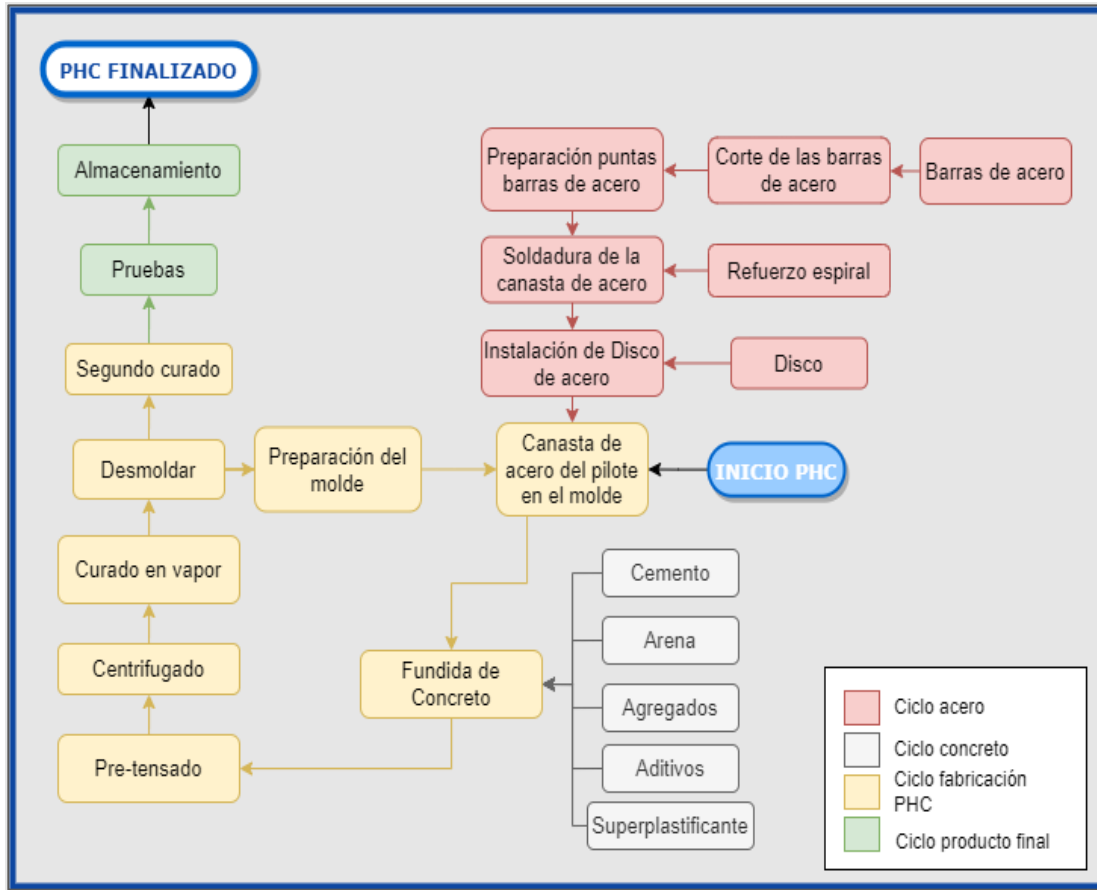 PHC FINALIZADO
Almacenamiento
Pruebas
Segundo curado
Desmoldar
Curado en vapor
Centrifugado
Pre-tensado
Preparación del
molde
Preparación puntas
barras de acero
Corte de las barras
de acero
Barras de acero
Soldadura de la
canasta de acero
Refuerzo espiral
Instalación de Disco
de acero
Disco
Canasta de
acero del pilote
en el molde
INICIO PHC
Fundida de
Concreto
Cemento
Arena
Agregados
Aditivos
Superplastificante
Ciclo acero
Ciclo concreto
Ciclo fabricación
PHC
Ciclo producto final